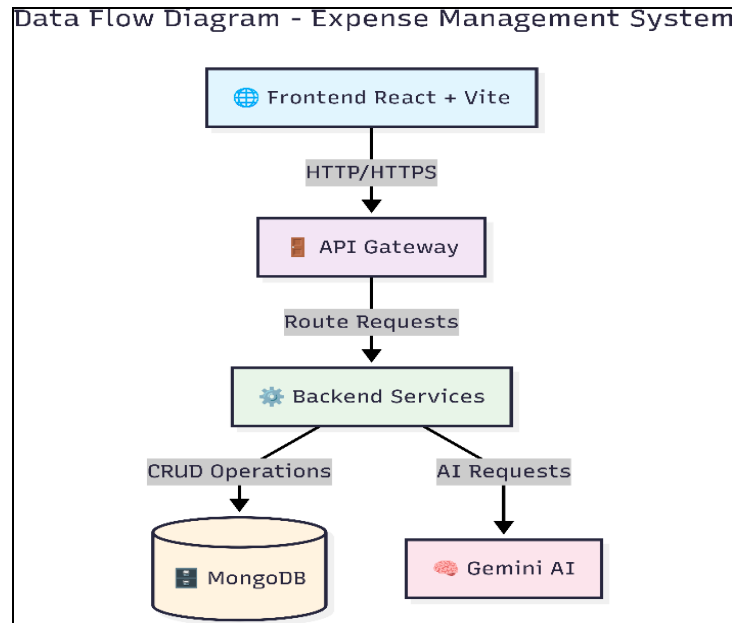 Data Flow Diagram - Expense Management System
Frontend React + Vite
HTTP/HTTPS
API Gateway
Route Requests
Backend Services
CRUD Operations
AI Requests
MongoDB
Gemini AI